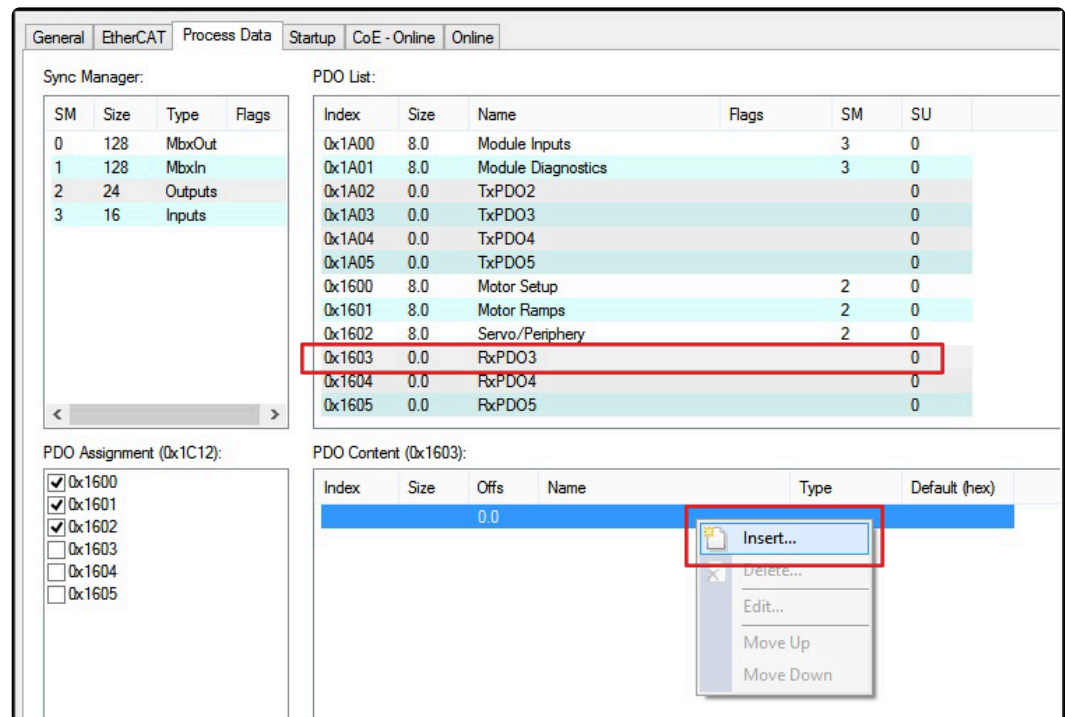 General EtherCAT Process Data Startup CoE - Online Online
Sync Manager:
SM Size Type Flags
0 128 MbxOut
1 128 MbxIn
2 24 Outputs
3 16 Inputs
PDO List:
Index Size Name Flags SM SU
0x1A00 8.0 Module Inputs 3 0
0x1A01 8.0 Module Diagnostics 3 0
0x1A02 0.0 TxPDO2 0
0x1A03 0.0 TxPDO3 0
0x1A04 0.0 TxPDO4 0
0x1A05 0.0 TxPDO5 0
0x1600 8.0 Motor Setup 2 0
0x1601 8.0 Motor Ramps 2 0
0x1602 8.0 Servo/Periphery 2 0
0x1603 0.0 RxPDO3 0
0x1604 0.0 RxPDO4 0
0x1605 0.0 RxPDO5 0
PDO Assignment (0x1C12):
0x1600
0x1601
0x1602
0x1603
0x1604
0x1605
PDO Content (0x1603):
Index Size Offs Name Type Default (hex)
0.0
Insert...
Delete...
Edit...
Move Up
Move Down